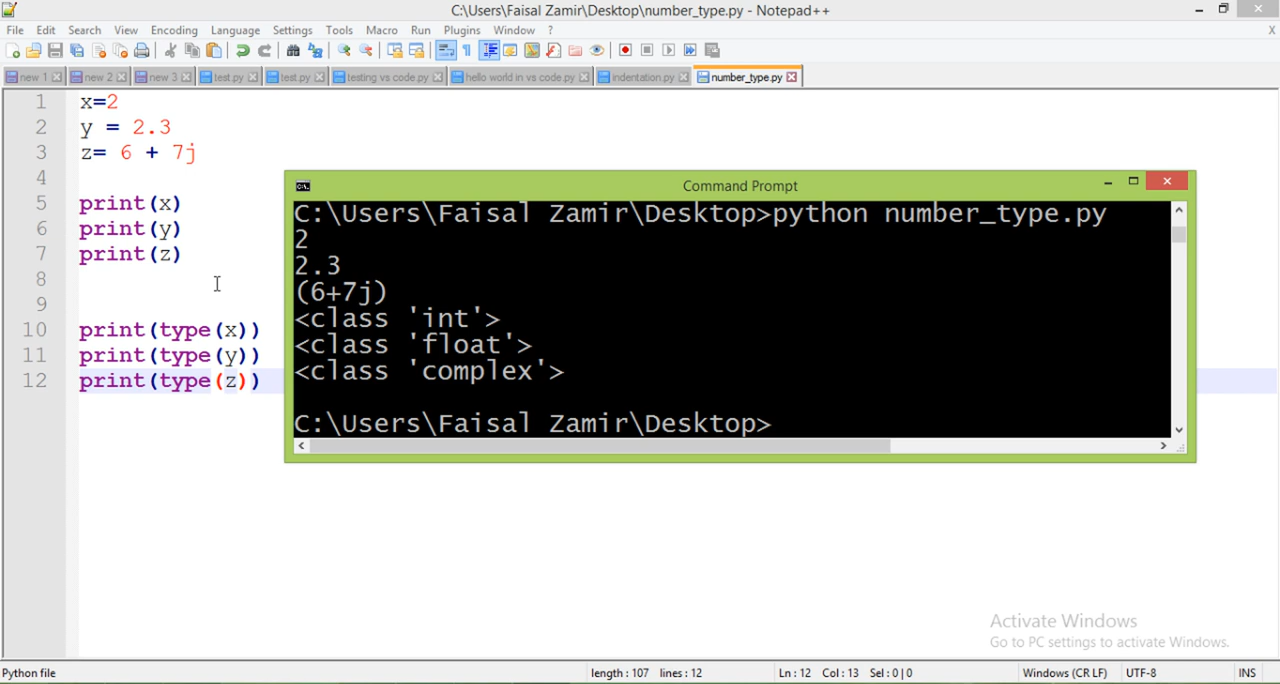 C:\Users\Faisal Zamir\Desktop\number_type.py - Notepad++
File Edit Search View Encoding Language Settings Tools Macro Run Plugins Window ? X
new 1 new 2 new 3 test.py test.py testing vs code.py hello world in vs code.py indentation.py number_type.py
1 x=2
2 y = 2.3
3 z= 6 + 7j
4
5 print(x)
6 print(y)
7 print(z)
8
9
10 print(type(x))
11 print(type(y))
12 print(type(z))
Command Prompt
C:\Users\Faisal Zamir\Desktop>python number_type.py
2
2.3
(6+7j)
<class 'int'>
<class 'float'>
<class 'complex'>
C:\Users\Faisal Zamir\Desktop>
Activate Windows
Go to PC settings to activate Windows.
Python file length : 107 lines : 12 Ln : 12 Col : 13 Sel : 0 | 0 Windows (CR LF) UTF-8 INS